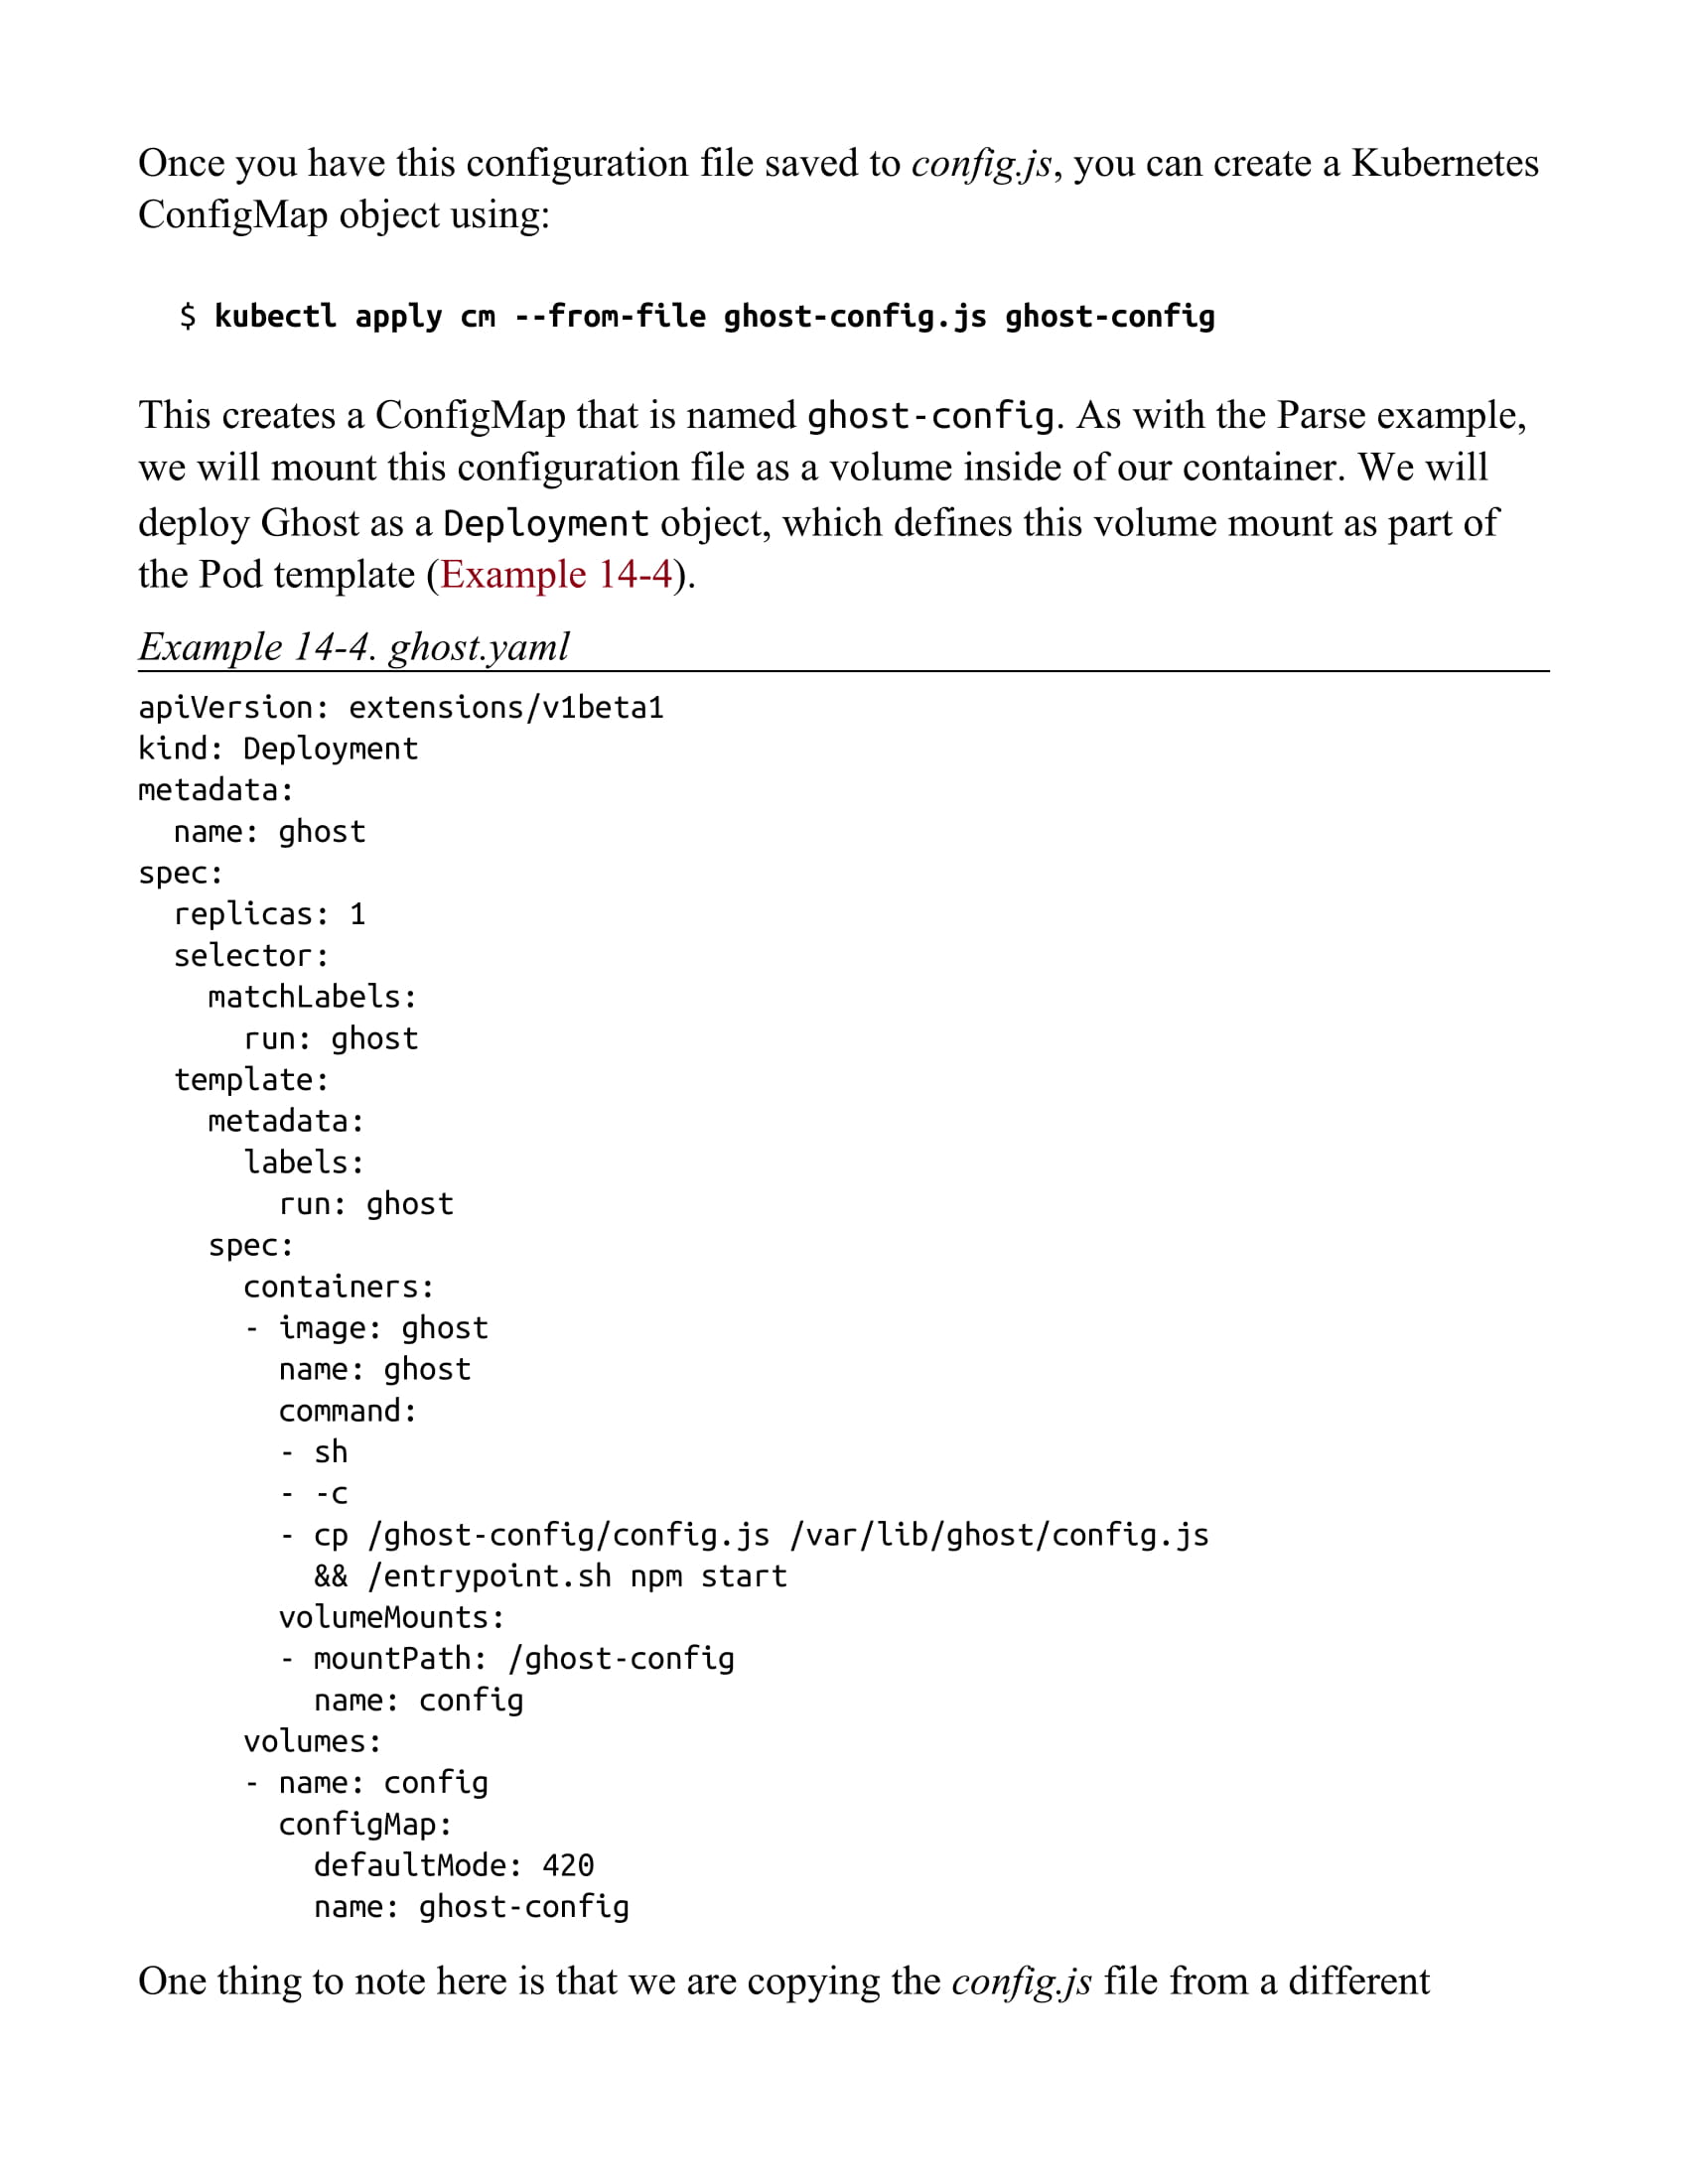 Once you have this configuration file saved to config.js, you can create a Kubernetes
ConfigMap object using:
$ kubectl apply cm --from-file ghost-config.js ghost-config
This creates a ConfigMap that is named ghost-config. As with the Parse example,
we will mount this configuration file as a volume inside of our container. We will
deploy Ghost as a Deployment object, which defines this volume mount as part of
the Pod template (Example 14-4).
Example 14-4. ghost.yaml
apiVersion: extensions/v1beta1
kind: Deployment
metadata:
  name: ghost
spec:
  replicas: 1
  selector:
    matchLabels:
      run: ghost
  template:
    metadata:
      labels:
        run: ghost
    spec:
      containers:
      - image: ghost
        name: ghost
        command:
        - sh
        - -c
        - cp /ghost-config/config.js /var/lib/ghost/config.js
          && /entrypoint.sh npm start
        volumeMounts:
        - mountPath: /ghost-config
          name: config
      volumes:
      - name: config
        configMap:
          defaultMode: 420
          name: ghost-config
One thing to note here is that we are copying the config.js file from a different